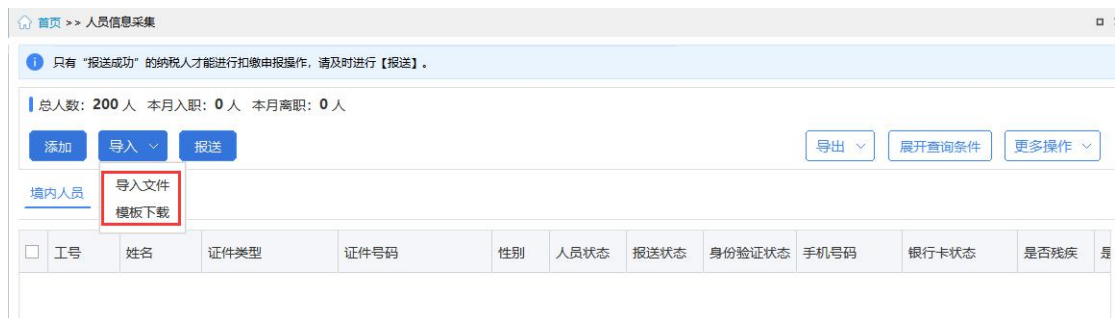 首页 >> 人员信息采集
只有“报送成功”的纳税人才能进行扣缴申报操作，请及时进行【报送】。
总人数：200 人 本月入职：0 人 本月离职：0 人
添加 导入 报送 导出 展开查询条件 更多操作
境内人员 导入文件
模板下载
工号 姓名 证件类型 证件号码 性别 人员状态 报送状态 身份验证状态 手机号码 银行卡状态 是否残疾